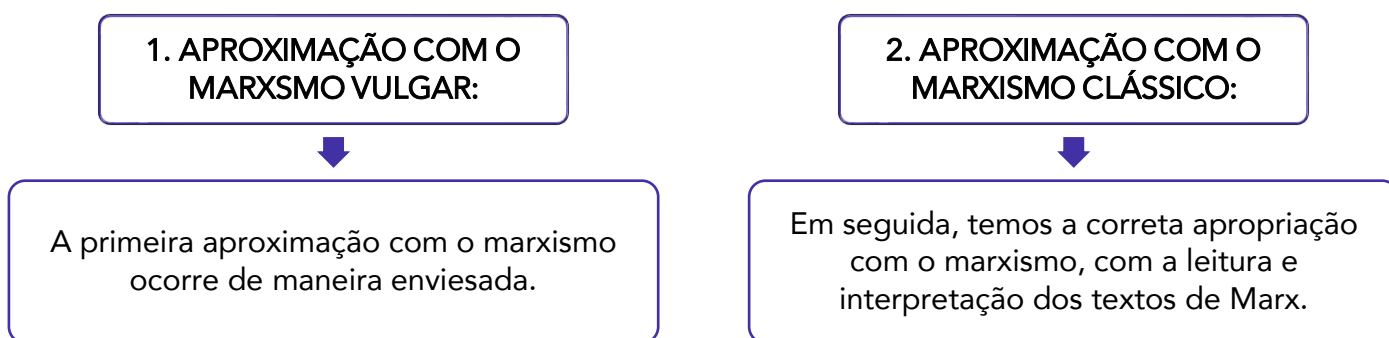 1. APROXIMAÇÃO COM O
MARXSMO VULGAR:
A primeira aproximação com o marxismo
ocorre de maneira enviesada.
2. APROXIMAÇÃO COM O
MARXISMO CLÁSSICO:
Em seguida, temos a correta apropriação
com o marxismo, com a leitura e
interpretação dos textos de Marx.